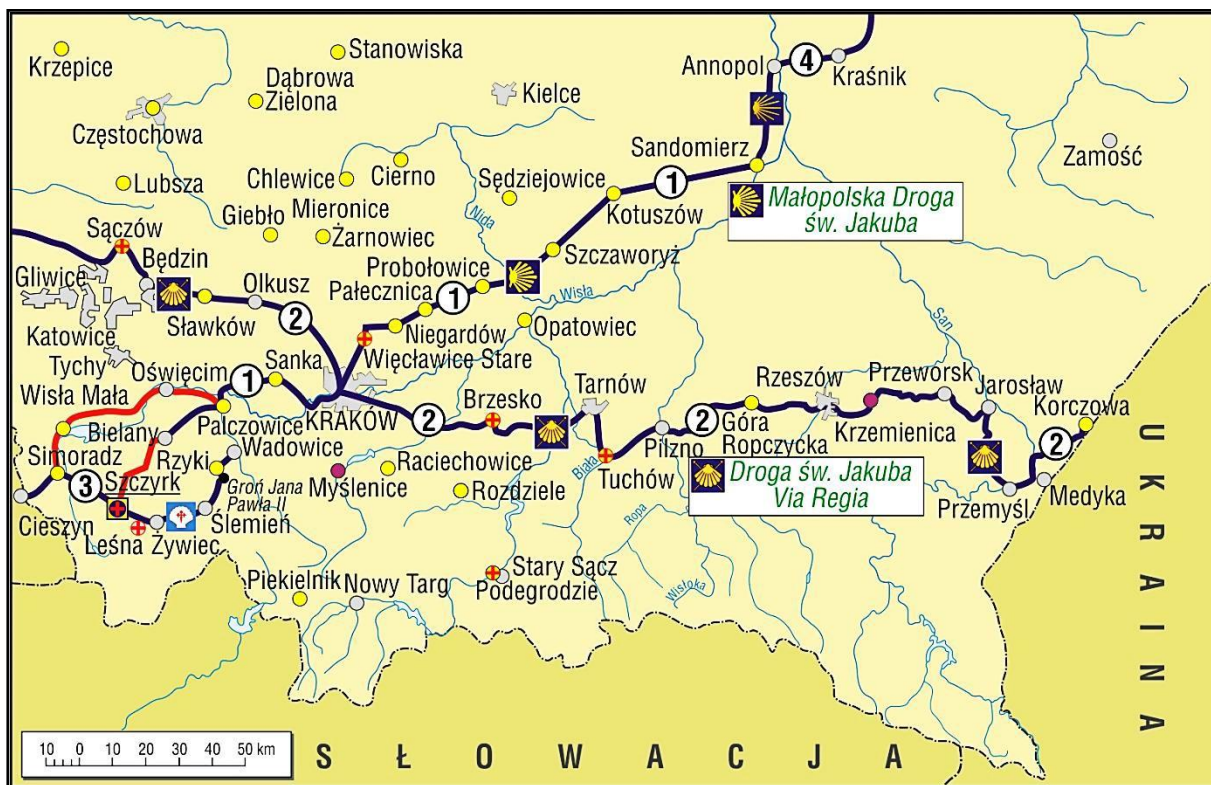 Krzepice
Stanowiska
Dąbrowa
Zielona
Kielce
Annopol
4
Kraśnik
Częstochowa
Sandomierz
Zamość
Lubsza
Chlewice
Cierno
Sędziejowice
1
Kotuszów
Małopolska Droga
św. Jakuba
Giebło
Mieronice
Żarnowiec
Nida
Sączów
Szczaworyż
Gliwice
Będzin
Olkusz
Probołowice
Pałecznica
1
Wisła
San
Katowice
Sławków
2
Niegardów
Opatowiec
Więcławice Stare
Tychy
Oświęcim
Sanka
1
Wisła Mała
Tarnów
Rzeszów
Przeworsk
Jarosław
Korczowa
Palczowice
KRAKÓW
2
Brzesko
Bielany
Wadowice
Pilzno
2
Góra
Ropczycka
Krzemienica
2
Simoradz
Rzyki
Raciechowice
Biała
Tuchów
Droga św. Jakuba
Via Regia
3
Szczyrk
Groń Jana
Pawła II
Myślenice
Rozdziele
Przemyśl
Medyka
Cieszyn
Leśna
Żywiec
Ślemień
Ropa
Wisłoka
Piekielnik
Nowy Targ
Stary Sącz
Podegrodzie
UKRAINA
10 0 10 20 30 40 50 km
SŁOWACJA